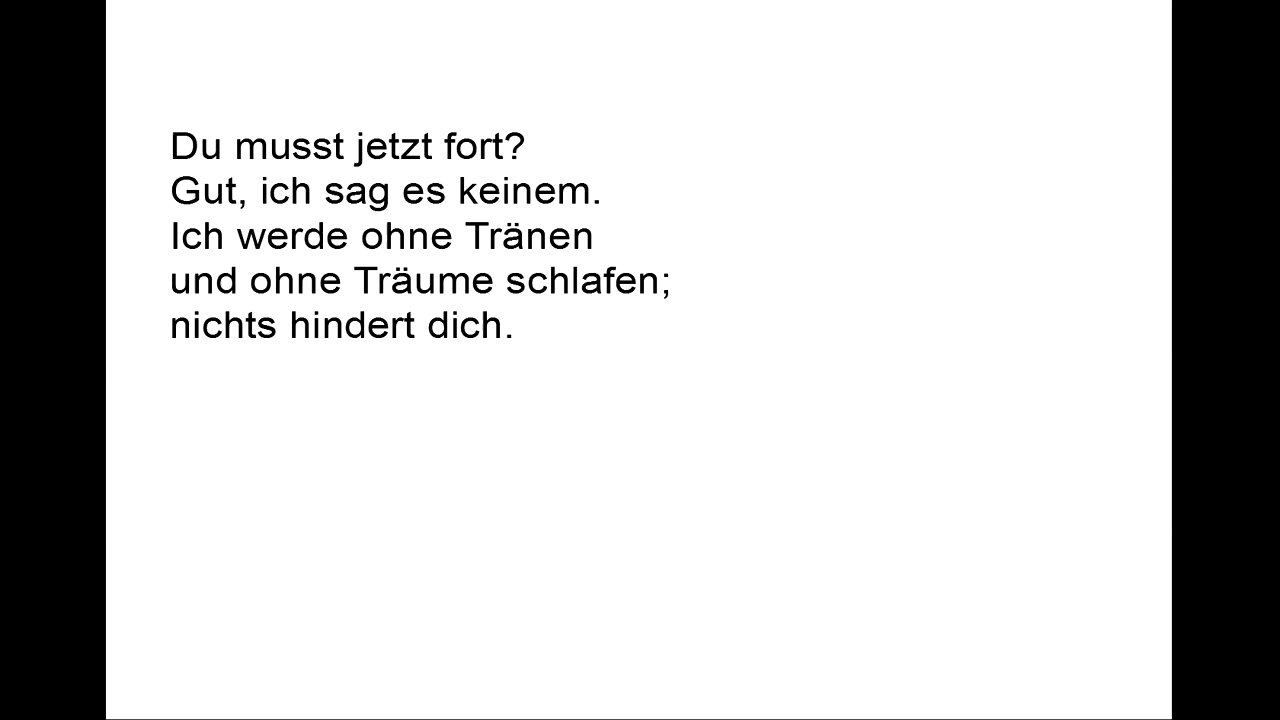 Du musst jetzt fort?
Gut, ich sag es keinem.
Ich werde ohne Tränen
und ohne Träume schlafen;
nichts hindert dich.